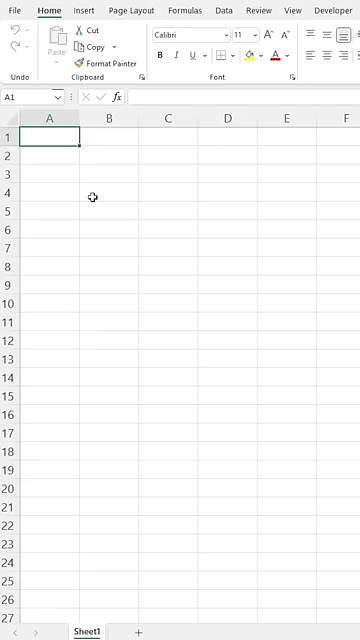 File Home Insert Page Layout Formulas Data Review View Developer
Cut
Copy
Format Painter
Paste
Undo Clipboard Font
Calibri 11 A A
B I U A
A1 fx
A B C D E F
1
2
3
4
5
6
7
8
9
10
11
12
13
14
15
16
17
18
19
20
21
22
23
24
25
26
27
Sheet1